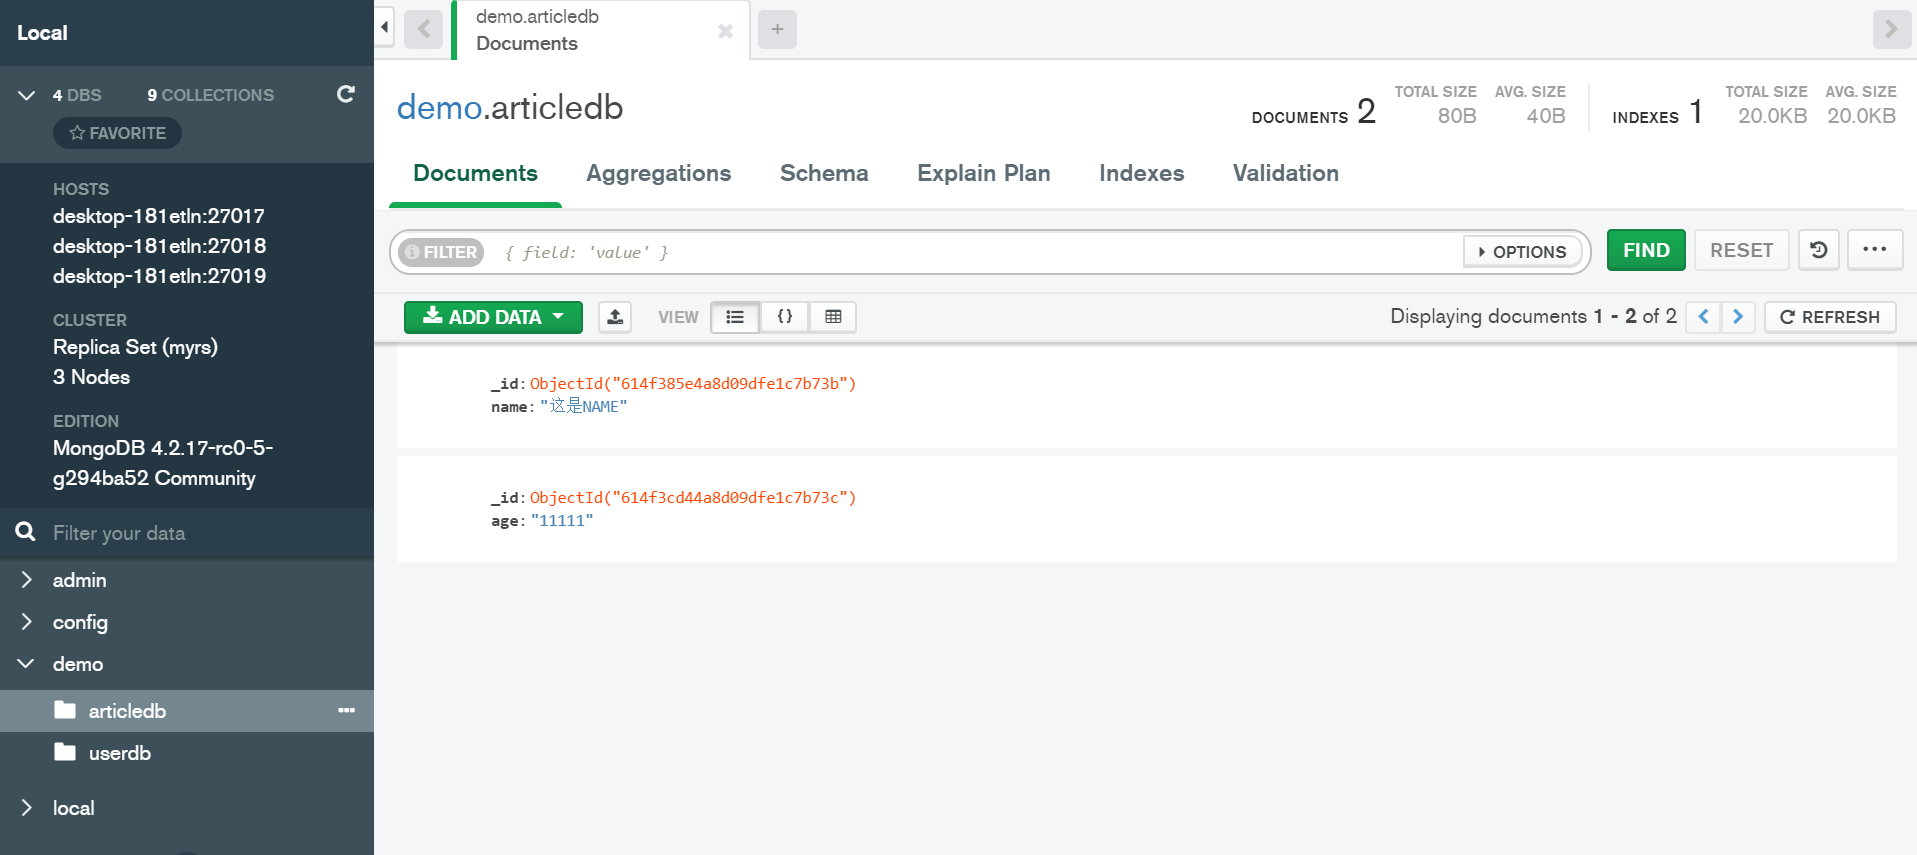 Local
4 DBS 9 COLLECTIONS
FAVORITE
HOSTS
desktop-181etln:27017
desktop-181etln:27018
desktop-181etln:27019
CLUSTER
Replica Set (myrs)
3 Nodes
EDITION
MongoDB 4.2.17-rc0-5-
g294ba52 Community
Filter your data
admin
config
demo
articledb
userdb
local
demo.articledb
Documents
demo.articledb
DOCUMENTS 2
TOTAL SIZE
80B
AVG. SIZE
40B
INDEXES 1
TOTAL SIZE
20.0KB
AVG. SIZE
20.0KB
Documents Aggregations Schema Explain Plan Indexes Validation
FILTER { field: 'value' } OPTIONS FIND RESET
ADD DATA VIEW {} Displaying documents 1 - 2 of 2 REFRESH
_id: ObjectId("614f385e4a8d09dfe1c7b73b")
name: "这是NAME"
_id: ObjectId("614f3cd44a8d09dfe1c7b73c")
age: "11111"